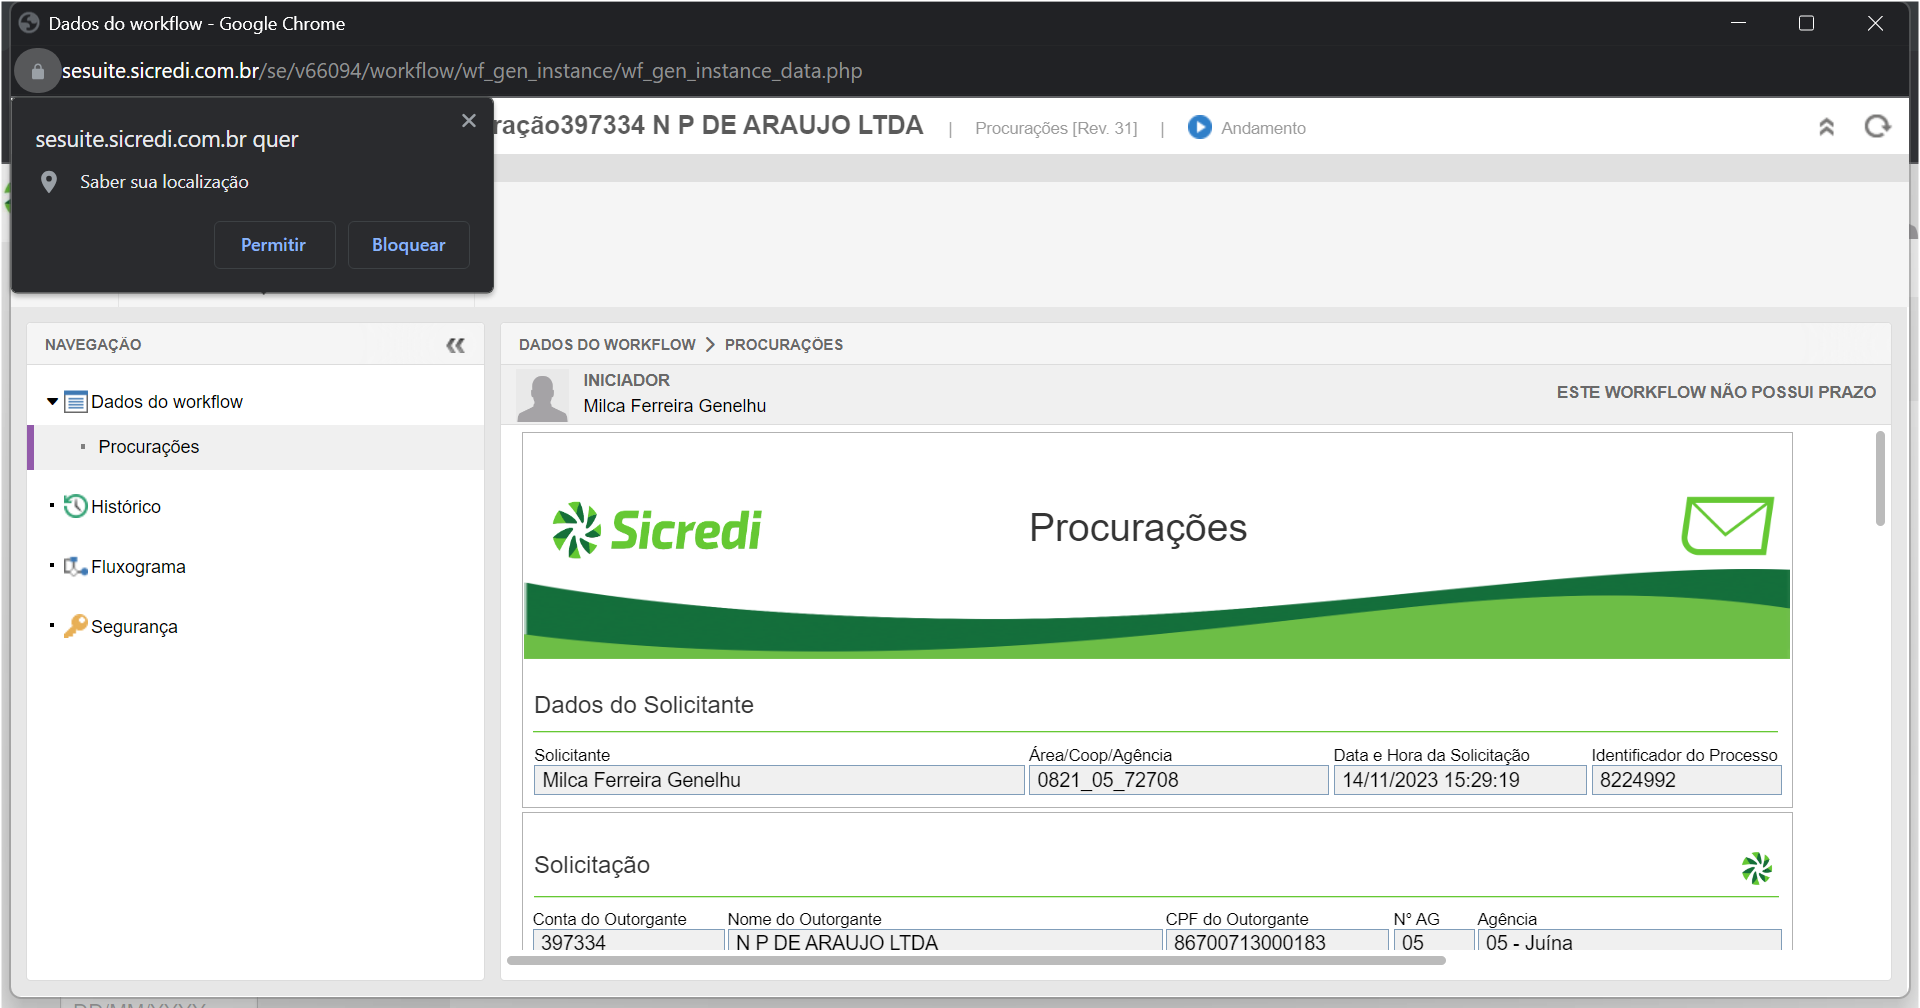 Dados do workflow - Google Chrome
sesuite.sicredi.com.br/se/v66094/workflow/wf_gen_instance/wf_gen_instance_data.php
sesuite.sicredi.com.br quer
Saber sua localização
Permitir Bloquear
ração397334 N P DE ARAUJO LTDA | Procurações [Rev. 31] | Andamento
NAVEGAÇÃO
Dados do workflow
Procurações
Histórico
Fluxograma
Segurança
DADOS DO WORKFLOW > PROCURAÇÕES
INICIADOR
Milca Ferreira Genelhu
ESTE WORKFLOW NÃO POSSUI PRAZO
Sicredi
Procurações
Dados do Solicitante
Solicitante Área/Coop/Agência Data e Hora da Solicitação Identificador do Processo
Milca Ferreira Genelhu 0821_05_72708 14/11/2023 15:29:19 8224992
Solicitação
Conta do Outorgante Nome do Outorgante CPF do Outorgante N° AG Agência
397334 N P DE ARAUJO LTDA 86700713000183 05 05 - Juína
DD/MM/YYYY